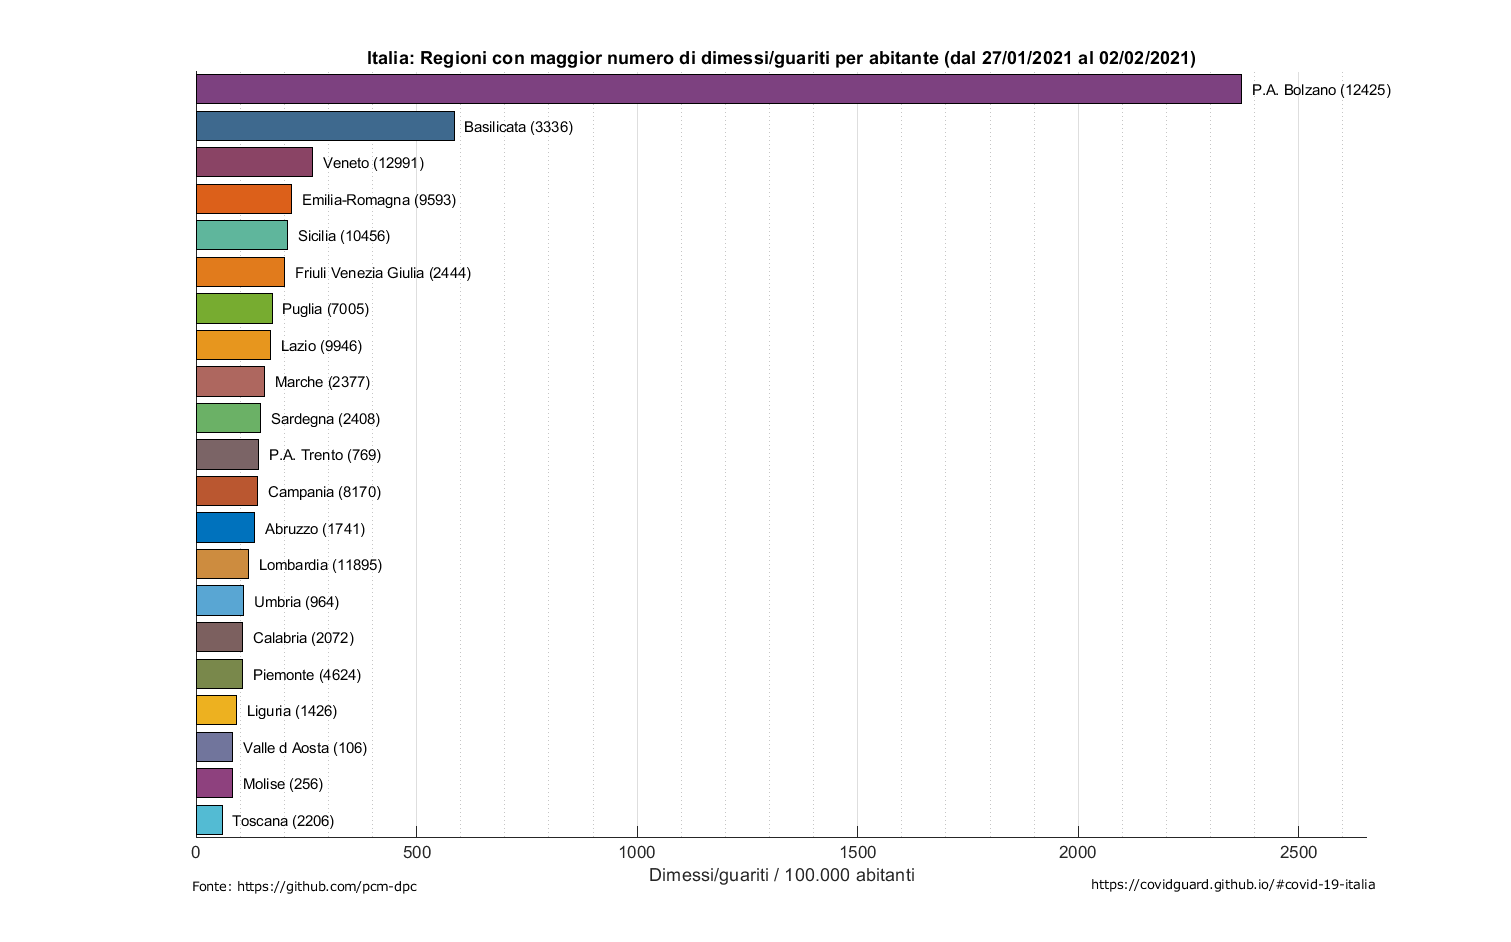 Italia: Regioni con maggior numero di dimessi/guariti per abitante (dal 27/01/2021 al 02/02/2021)
P.A. Bolzano (12425)
Basilicata (3336)
Veneto (12991)
Emilia-Romagna (9593)
Sicilia (10456)
Friuli Venezia Giulia (2444)
Puglia (7005)
Lazio (9946)
Marche (2377)
Sardegna (2408)
P.A. Trento (769)
Campania (8170)
Abruzzo (1741)
Lombardia (11895)
Umbria (964)
Calabria (2072)
Piemonte (4624)
Liguria (1426)
Valle d Aosta (106)
Molise (256)
Toscana (2206)
0 500 1000 1500 2000 2500
Dimessi/guariti / 100.000 abitanti
Fonte: https://github.com/pcm-dpc
https://covidguard.github.io/#covid-19-italia